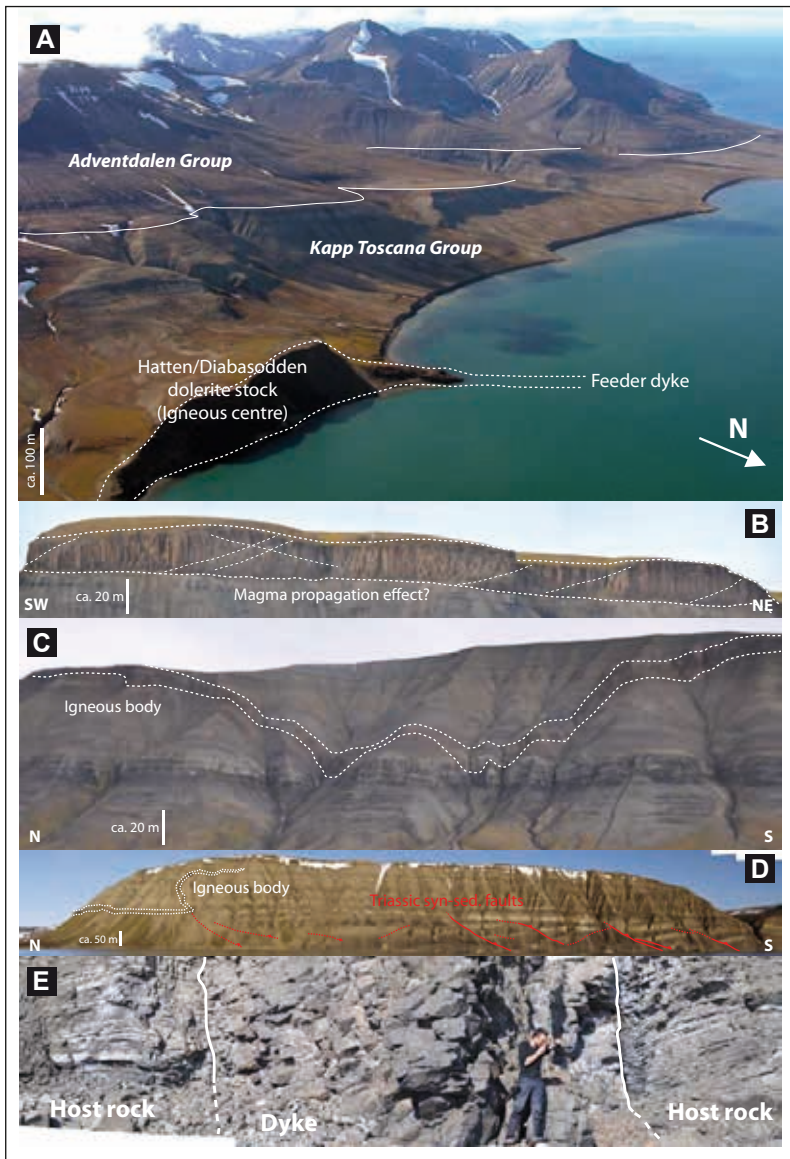 A
Adventdalen Group
Kapp Toscana Group
Hatten/Diabasodden
dolerite stock
(Igneous centre)
Feeder dyke
N
ca. 100 m
B
ca. 20 m
SW
Magma propagation effect?
NE
C
Igneous body
ca. 20 m
N
S
D
Igneous body
Triassic syn-sed. faults
N
ca. 50 m
S
E
Host rock
Dyke
Host rock